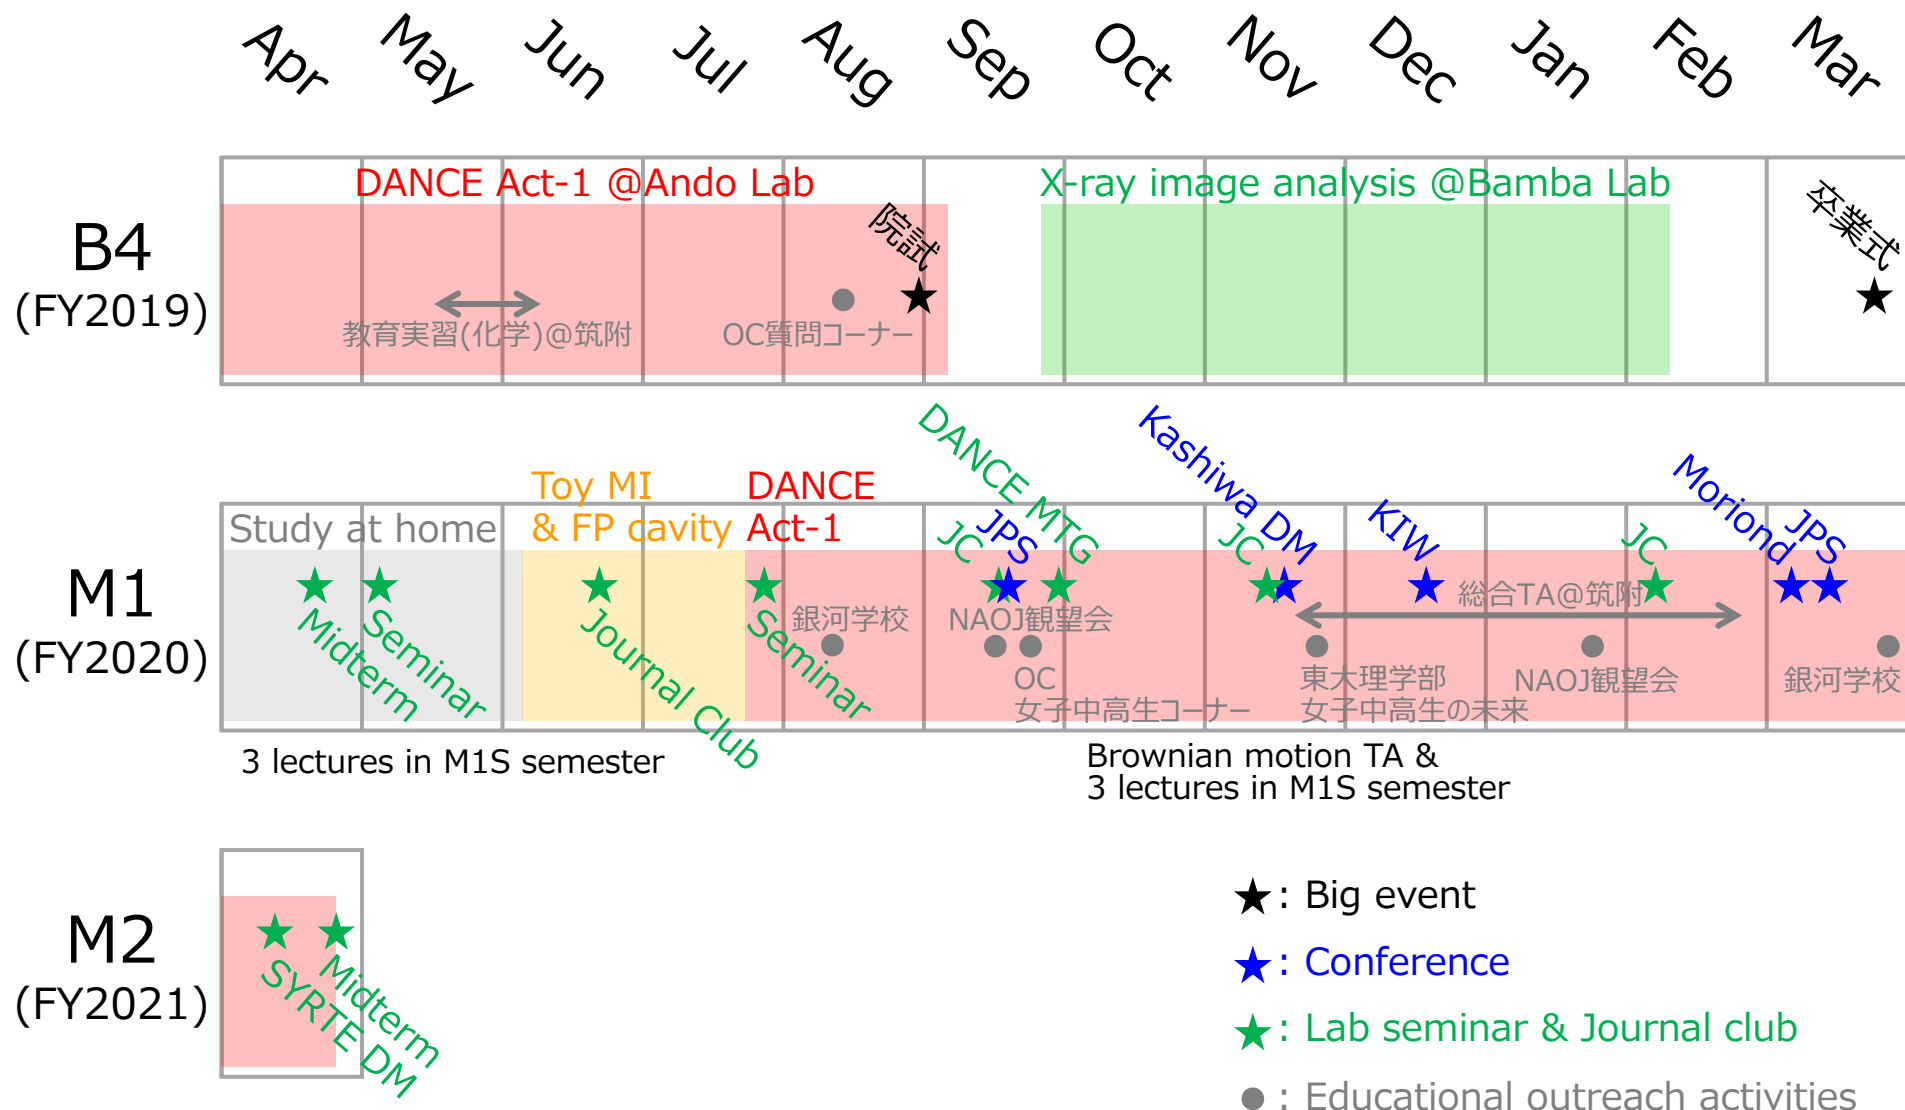 Apr May Jun Jul Aug Sep Oct Nov Dec Jan Feb Mar
B4
(FY2019)
DANCE Act-1 @Ando Lab
X-ray image analysis @Bamba Lab
院試
卒業式
教育実習(化学)@筑附
OC質問コーナー
M1
(FY2020)
Study at home
Toy MI
& FP cavity
DANCE
Act-1
JC
JPS
DANCE MTG
JC
Kashiwa DM
KIW
JC
Moriond
JPS
Midterm
Seminar
Journal Club
Seminar
銀河学校
NAOJ観望会
OC
女子中高生コーナー
総合TA@筑附
東大理学部
女子中高生の未来
NAOJ観望会
銀河学校
3 lectures in M1S semester
Brownian motion TA &
3 lectures in M1S semester
M2
(FY2021)
SYRTE DM
Midterm
★: Big event
★: Conference
★: Lab seminar & Journal club
●: Educational outreach activities